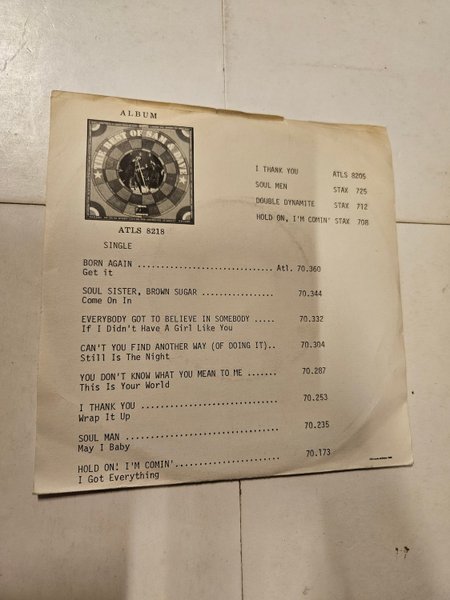 ALBUM
THE BEST OF SAM & DAVE
ATLS 8218
I THANK YOU ATLS 8205
SOUL MEN STAX 725
DOUBLE DYNAMITE STAX 712
HOLD ON, I'M COMIN' STAX 708
SINGLE
BORN AGAIN ........................... Atl. 70.360
Get it
SOUL SISTER, BROWN SUGAR ............... 70.344
Come On In
EVERYBODY GOT TO BELIEVE IN SOMEBODY ..... 70.332
If I Didn't Have A Girl Like You
CAN'T YOU FIND ANOTHER WAY (OF DOING IT).. 70.304
Still Is The Night
YOU DON'T KNOW WHAT YOU MEAN TO ME ....... 70.287
This Is Your World
I THANK YOU ............................ 70.253
Wrap It Up
SOUL MAN ............................... 70.235
May I Baby
HOLD ON! I'M COMIN'..................... 70.173
I Got Everything